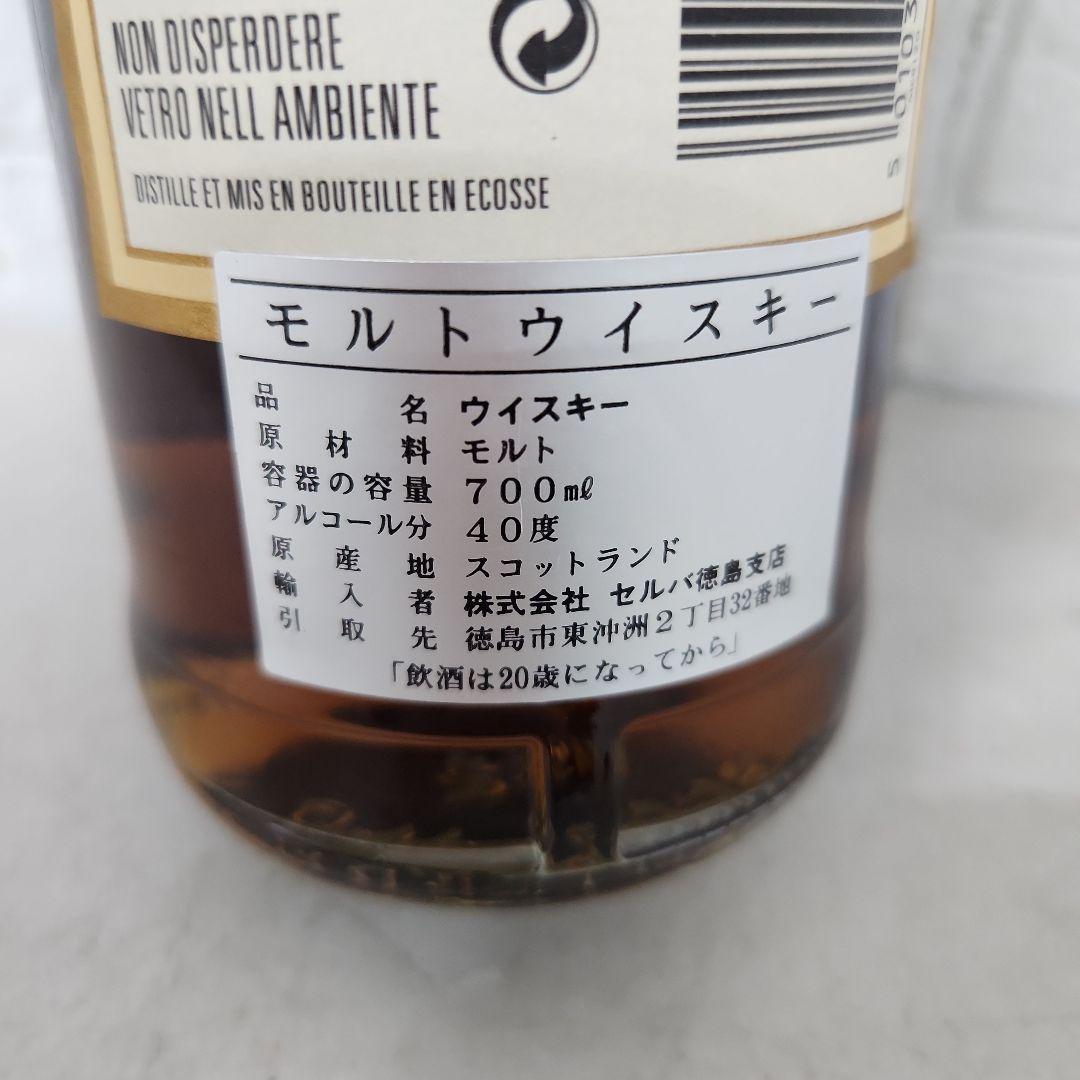 NON DISPERDERE
VETRO NELL AMBIENTE
DISTILLE ET MIS EN BOUTEILLE EN ECOSSE
5 0103
モルトウイスキー
品名 ウイスキー
原材料 モルト
容器の容量 700㎖
アルコール分 40度
原産地 スコットランド
輸入者 株式会社 セルバ徳島支店
引取先 徳島市東沖洲2丁目32番地
「飲酒は20歳になってから」